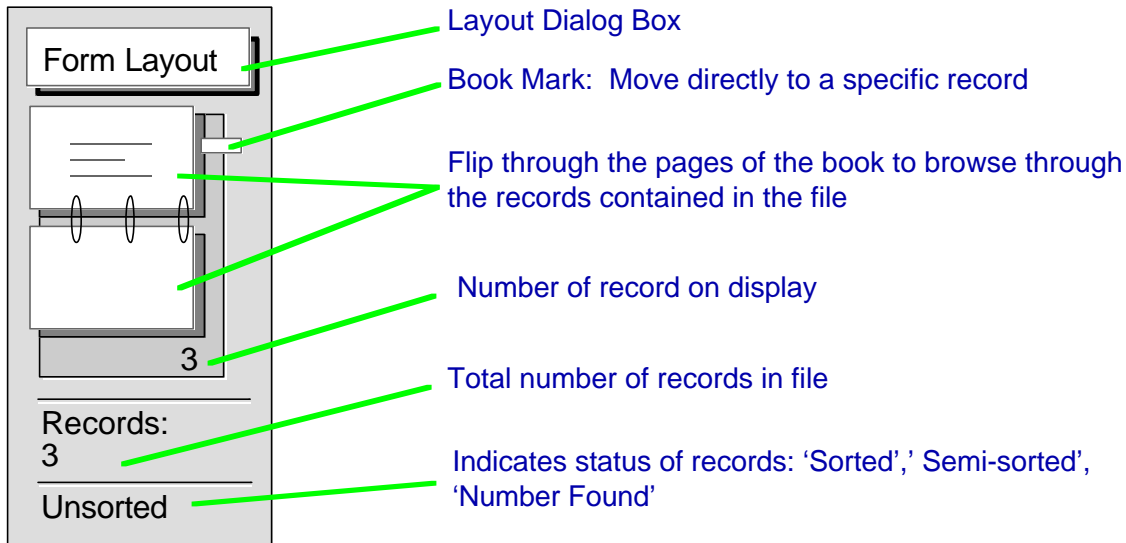 Layout Dialog Box
Form Layout
Book Mark:  Move directly to a specific record
Flip through the pages of the book to browse through
the records contained in the file
Number of record on display
3
Total number of records in file
Records:
3
Indicates status of records: ‘Sorted’,’ Semi-sorted’,
‘Number Found’
Unsorted